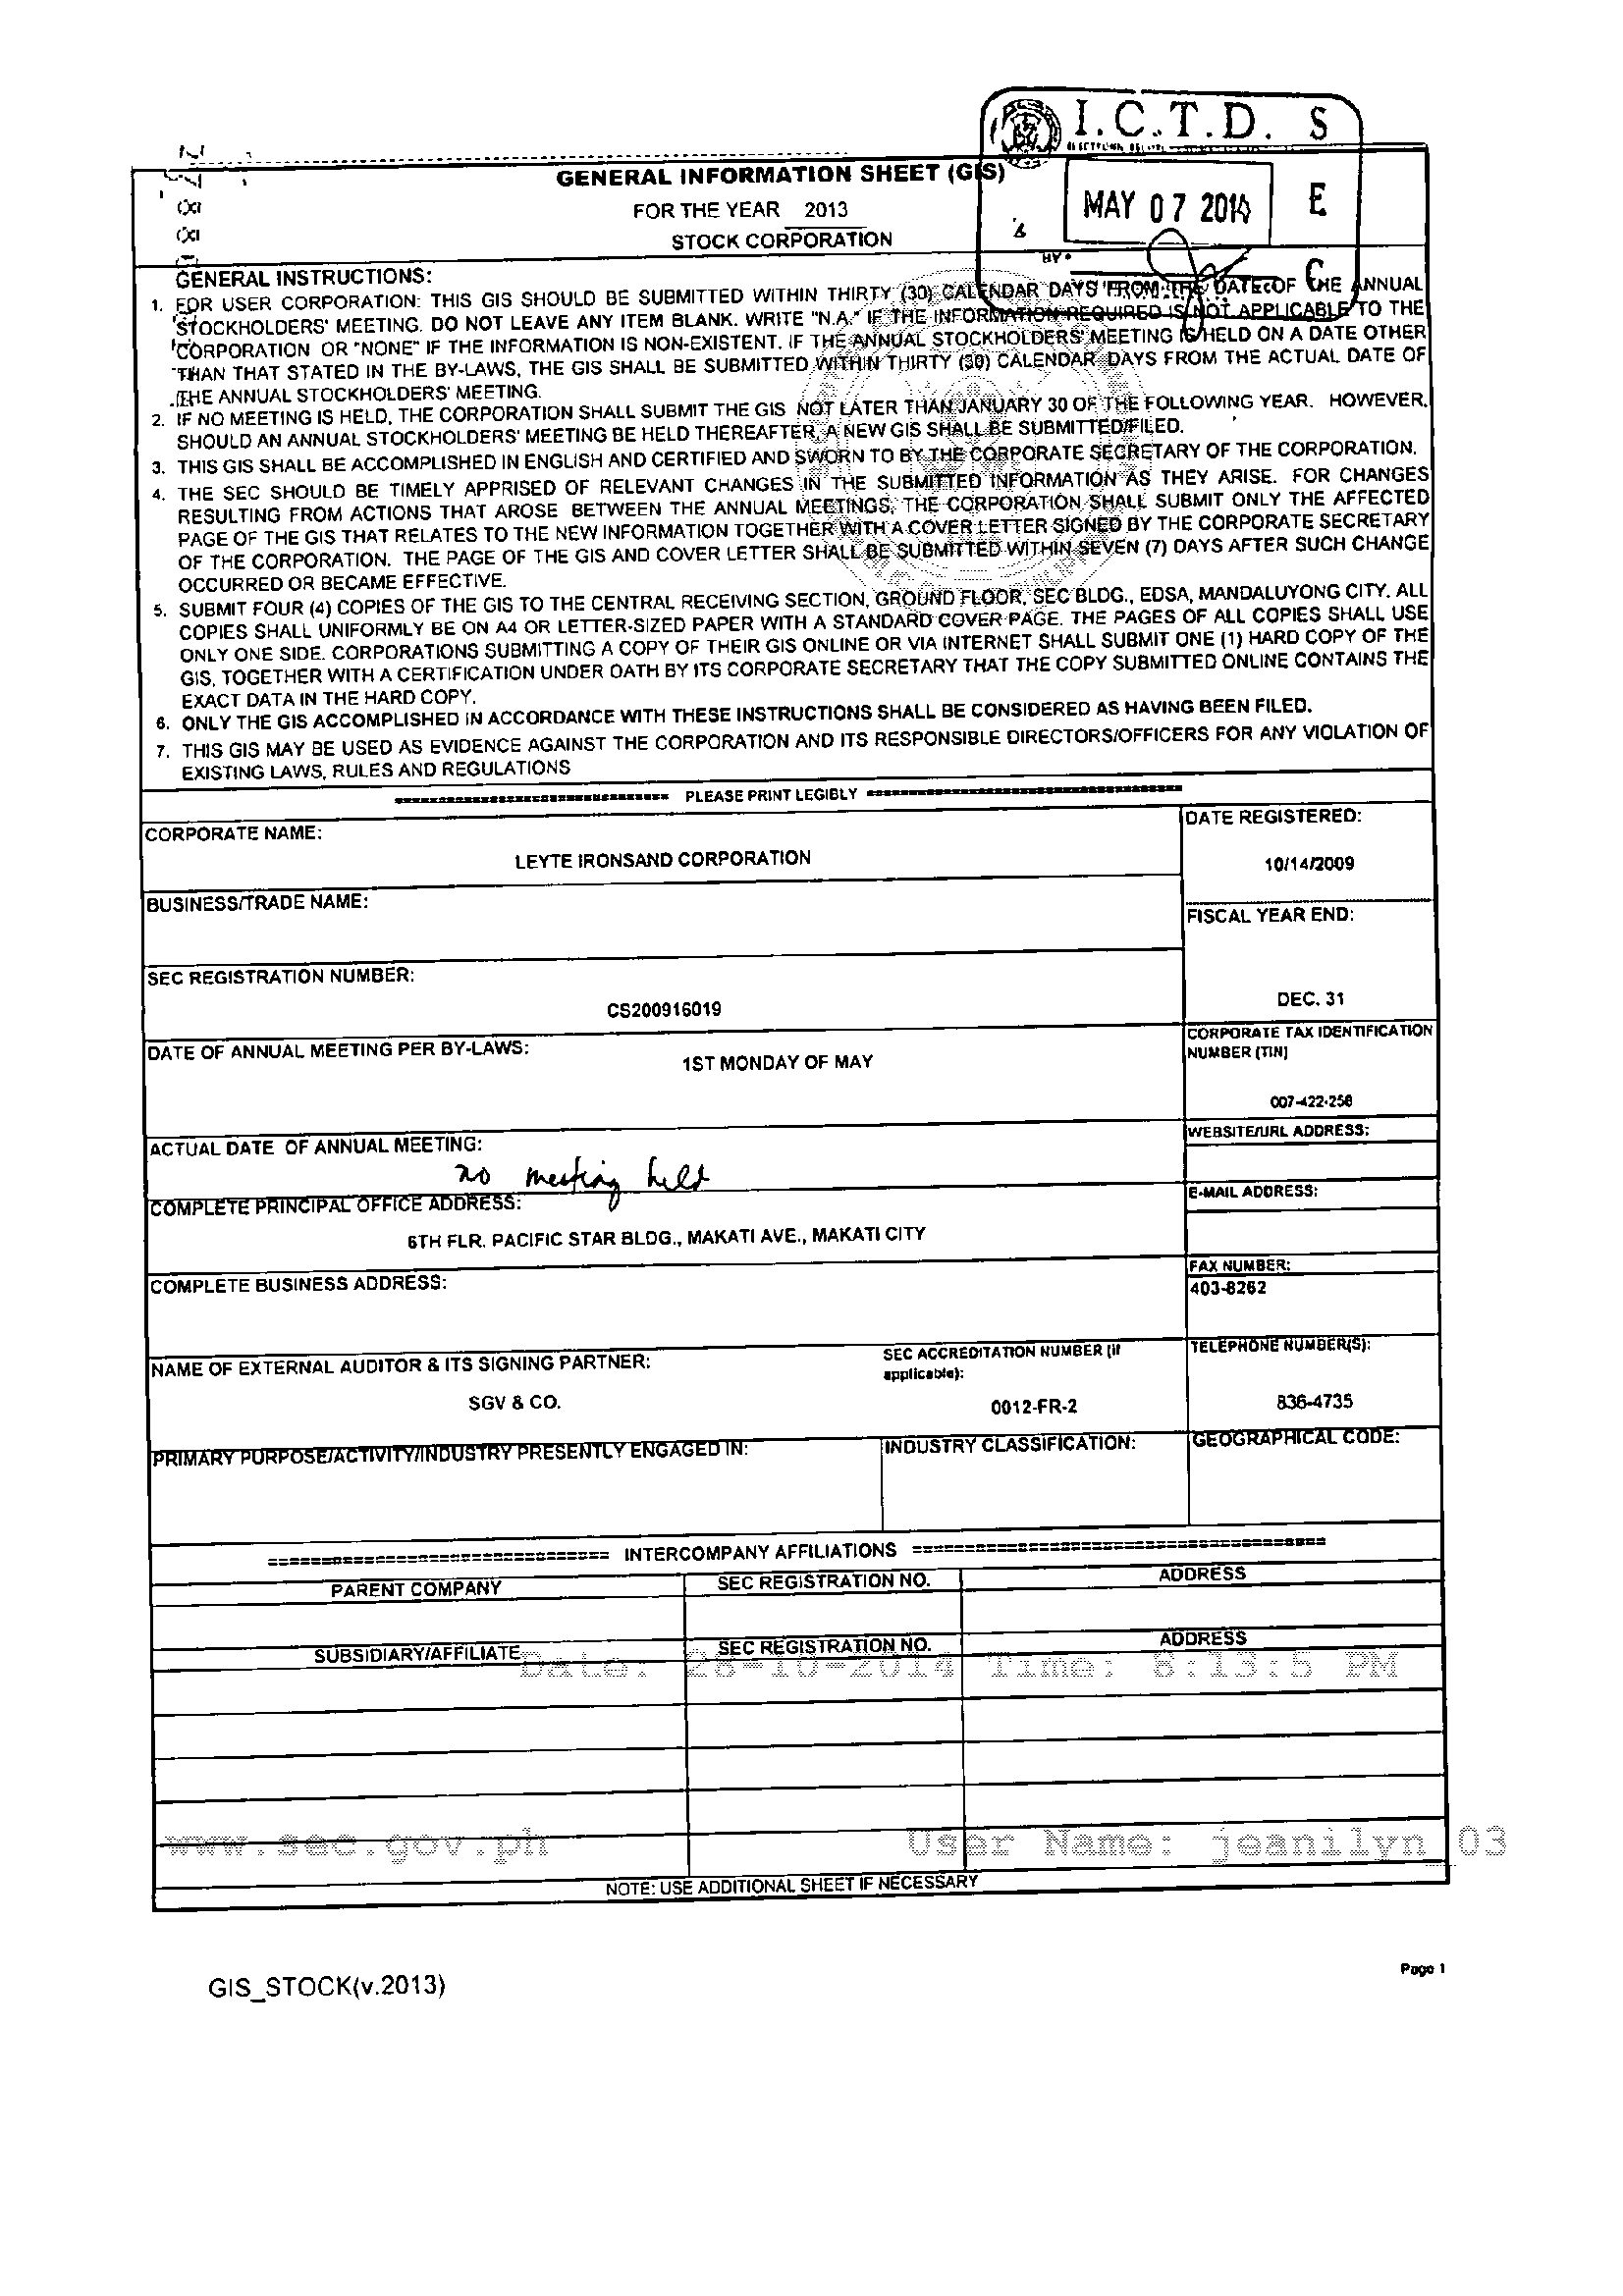 I.C.T.D. S
E
C
MAY 07 2014
BY
GENERAL INFORMATION SHEET (GIS)
FOR THE YEAR 2013
STOCK CORPORATION
GENERAL INSTRUCTIONS:
1. FOR USER CORPORATION: THIS GIS SHOULD BE SUBMITTED WITHIN THIRTY (30) CALENDAR DAYS FROM THE DATE OF THE ANNUAL
STOCKHOLDERS' MEETING. DO NOT LEAVE ANY ITEM BLANK. WRITE "N.A." IF THE INFORMATION REQUIRED IS NOT APPLICABLE TO THE
CORPORATION OR "NONE" IF THE INFORMATION IS NON-EXISTENT. IF THE ANNUAL STOCKHOLDERS' MEETING IS HELD ON A DATE OTHER
THAN THAT STATED IN THE BY-LAWS, THE GIS SHALL BE SUBMITTED WITHIN THIRTY (30) CALENDAR DAYS FROM THE ACTUAL DATE OF
THE ANNUAL STOCKHOLDERS' MEETING.
2. IF NO MEETING IS HELD, THE CORPORATION SHALL SUBMIT THE GIS NOT LATER THAN JANUARY 30 OF THE FOLLOWING YEAR. HOWEVER,
SHOULD AN ANNUAL STOCKHOLDERS' MEETING BE HELD THEREAFTER, A NEW GIS SHALL BE SUBMITTED/FILED.
3. THIS GIS SHALL BE ACCOMPLISHED IN ENGLISH AND CERTIFIED AND SWORN TO BY THE CORPORATE SECRETARY OF THE CORPORATION.
4. THE SEC SHOULD BE TIMELY APPRISED OF RELEVANT CHANGES IN THE SUBMITTED INFORMATION AS THEY ARISE. FOR CHANGES
RESULTING FROM ACTIONS THAT AROSE BETWEEN THE ANNUAL MEETINGS, THE CORPORATION SHALL SUBMIT ONLY THE AFFECTED
PAGE OF THE GIS THAT RELATES TO THE NEW INFORMATION TOGETHER WITH A COVER LETTER SIGNED BY THE CORPORATE SECRETARY
OF THE CORPORATION. THE PAGE OF THE GIS AND COVER LETTER SHALL BE SUBMITTED WITHIN SEVEN (7) DAYS AFTER SUCH CHANGE
OCCURRED OR BECAME EFFECTIVE.
5. SUBMIT FOUR (4) COPIES OF THE GIS TO THE CENTRAL RECEIVING SECTION, GROUND FLOOR, SEC BLDG., EDSA, MANDALUYONG CITY. ALL
COPIES SHALL UNIFORMLY BE ON A4 OR LETTER-SIZED PAPER WITH A STANDARD COVER PAGE. THE PAGES OF ALL COPIES SHALL USE
ONLY ONE SIDE. CORPORATIONS SUBMITTING A COPY OF THEIR GIS ONLINE OR VIA INTERNET SHALL SUBMIT ONE (1) HARD COPY OF THE
GIS, TOGETHER WITH A CERTIFICATION UNDER OATH BY ITS CORPORATE SECRETARY THAT THE COPY SUBMITTED ONLINE CONTAINS THE
EXACT DATA IN THE HARD COPY.
6. ONLY THE GIS ACCOMPLISHED IN ACCORDANCE WITH THESE INSTRUCTIONS SHALL BE CONSIDERED AS HAVING BEEN FILED.
7. THIS GIS MAY BE USED AS EVIDENCE AGAINST THE CORPORATION AND ITS RESPONSIBLE DIRECTORS/OFFICERS FOR ANY VIOLATION OF
EXISTING LAWS, RULES AND REGULATIONS
PLEASE PRINT LEGIBLY
CORPORATE NAME:
LEYTE IRONSAND CORPORATION
DATE REGISTERED:
10/14/2009
BUSINESS/TRADE NAME:
FISCAL YEAR END:
DEC. 31
SEC REGISTRATION NUMBER:
CS200916019
DATE OF ANNUAL MEETING PER BY-LAWS:
1ST MONDAY OF MAY
CORPORATE TAX IDENTIFICATION
NUMBER (TIN)
007-422-256
ACTUAL DATE OF ANNUAL MEETING:
no meeting held
WEBSITE/URL ADDRESS:
COMPLETE PRINCIPAL OFFICE ADDRESS:
6TH FLR. PACIFIC STAR BLDG., MAKATI AVE., MAKATI CITY
E-MAIL ADDRESS:
COMPLETE BUSINESS ADDRESS:
FAX NUMBER:
403-8262
NAME OF EXTERNAL AUDITOR & ITS SIGNING PARTNER:
SGV & CO.
SEC ACCREDITATION NUMBER (if
applicable):
0012-FR-2
TELEPHONE NUMBER(S):
836-4735
PRIMARY PURPOSE/ACTIVITY/INDUSTRY PRESENTLY ENGAGED IN:
INDUSTRY CLASSIFICATION:
GEOGRAPHICAL CODE:
INTERCOMPANY AFFILIATIONS
PARENT COMPANY SEC REGISTRATION NO. ADDRESS
SUBSIDIARY/AFFILIATE SEC REGISTRATION NO. ADDRESS
Date: 28-10-2014 Time: 6:13:5 PM
www.sec.gov.ph User Name: jeanilyn_03
NOTE: USE ADDITIONAL SHEET IF NECESSARY
GIS_STOCK(v.2013)
Page 1